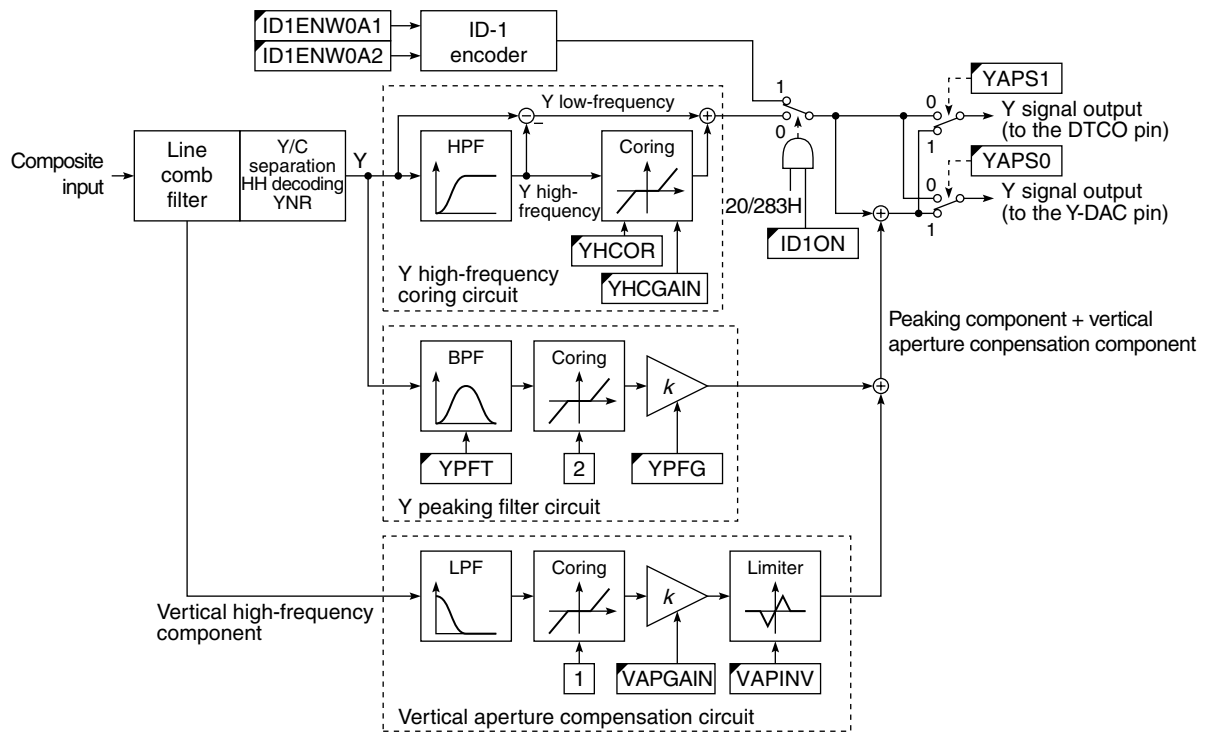 ID1ENW0A1
ID1ENW0A2
ID-1
encoder
YAPS1
1
0
Y low-frequency
−
+
0
1
Y signal output
(to the DTCO pin)
Composite
input
Line
comb
filter
Y/C
separation
HH decoding
YNR
Y
HPF
Y high-
frequency
Coring
YHCOR
YHCGAIN
Y high-frequency
coring circuit
20/283H
ID1ON
YAPS0
0
1
Y signal output
(to the Y-DAC pin)
+
Peaking component + vertical
aperture conpensation component
BPF
Coring
k
+
YPFT
2
YPFG
Y peaking filter circuit
LPF
Coring
k
Limiter
Vertical high-frequency
component
1
VAPGAIN
VAPINV
Vertical aperture compensation circuit